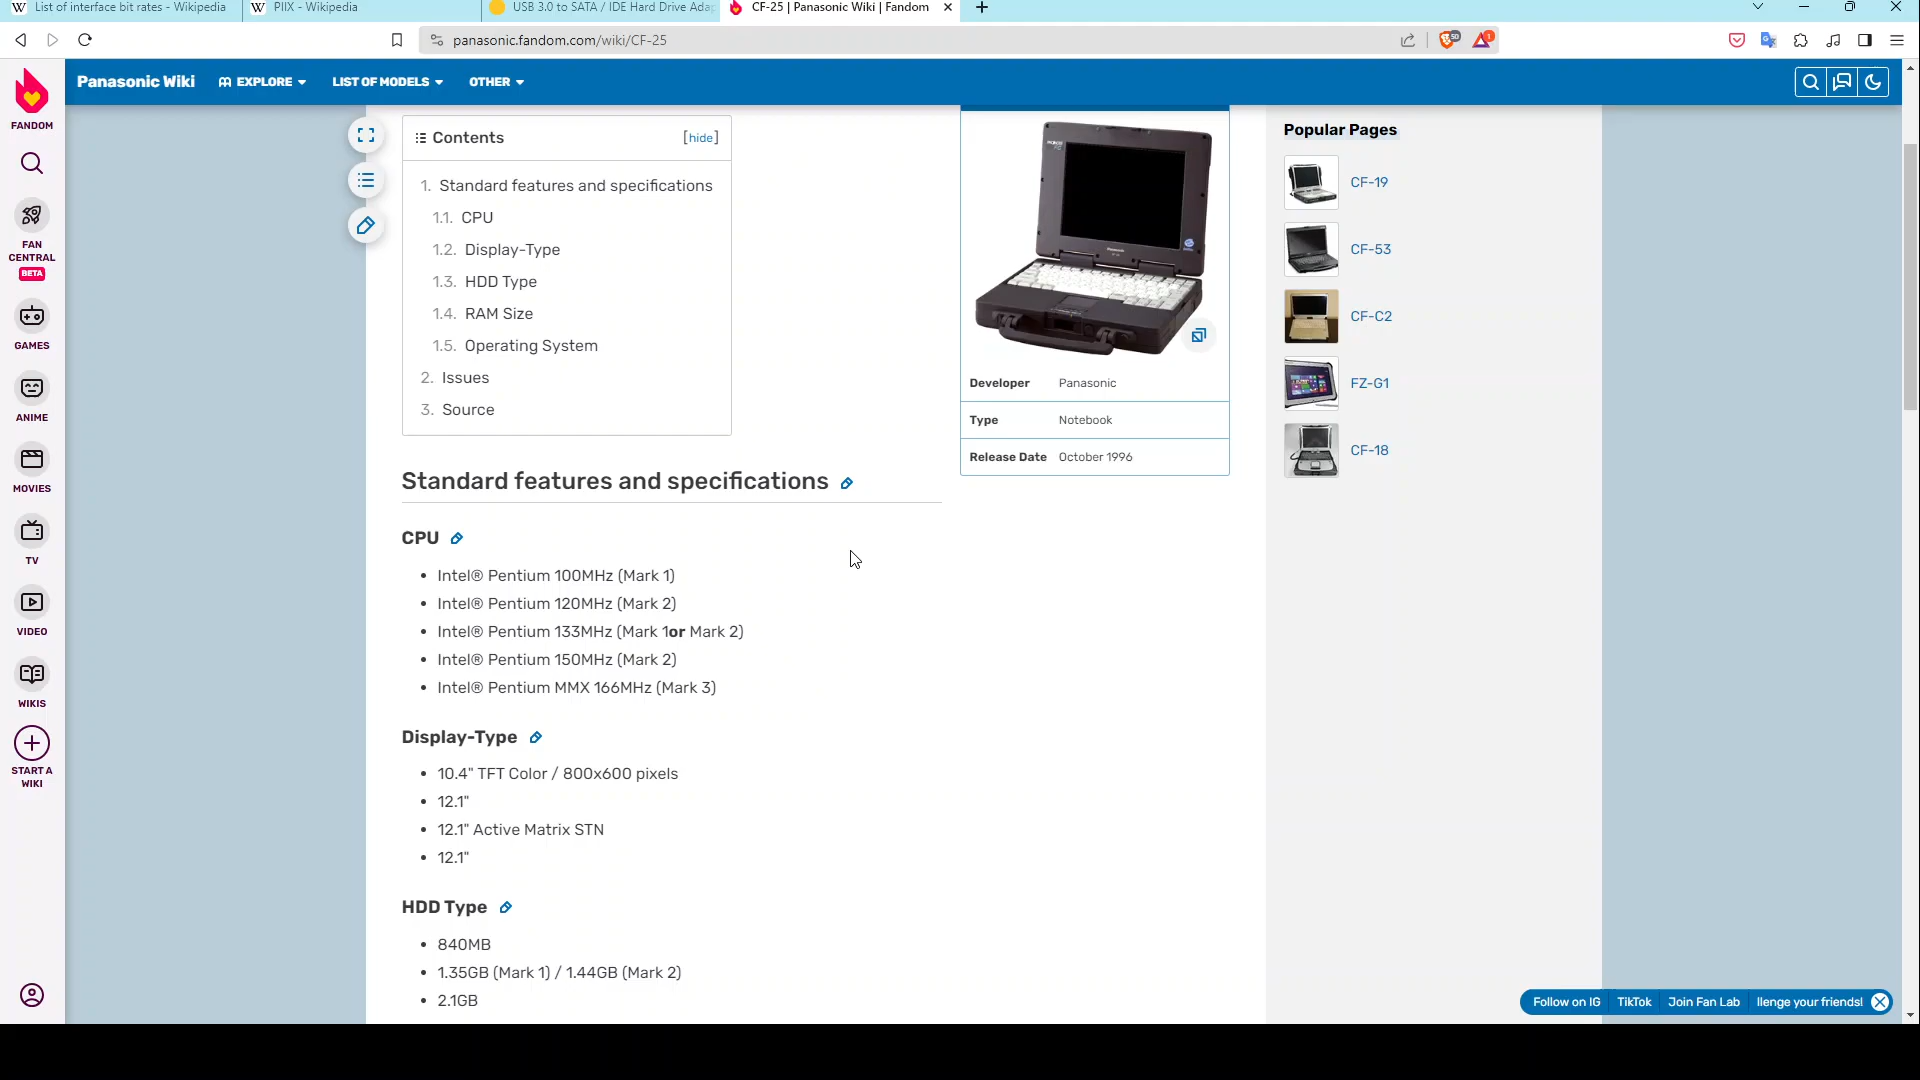 List of interface bit rates - Wikipedia
PIIX - Wikipedia
USB 3.0 to SATA / IDE Hard Drive Adap
CF-25 | Panasonic Wiki | Fandom
panasonic.fandom.com/wiki/CF-25
50
1
FANDOM
FAN CENTRAL
BETA
GAMES
ANIME
MOVIES
TV
VIDEO
WIKIS
START A WIKI
Panasonic Wiki
EXPLORE
LIST OF MODELS
OTHER
Contents [hide]
1. Standard features and specifications
1.1. CPU
1.2. Display-Type
1.3. HDD Type
1.4. RAM Size
1.5. Operating System
2. Issues
3. Source
Panasonic
Developer Panasonic
Type Notebook
Release Date October 1996
Standard features and specifications
CPU
• Intel® Pentium 100MHz (Mark 1)
• Intel® Pentium 120MHz (Mark 2)
• Intel® Pentium 133MHz (Mark 1or Mark 2)
• Intel® Pentium 150MHz (Mark 2)
• Intel® Pentium MMX 166MHz (Mark 3)
Display-Type
• 10.4" TFT Color / 800x600 pixels
• 12.1"
• 12.1" Active Matrix STN
• 12.1"
HDD Type
• 840MB
• 1.35GB (Mark 1) / 1.44GB (Mark 2)
• 2.1GB
Popular Pages
CF-19
CF-53
CF-C2
FZ-G1
CF-18
Follow on IG
TikTok
Join Fan Lab
llenge your friends!